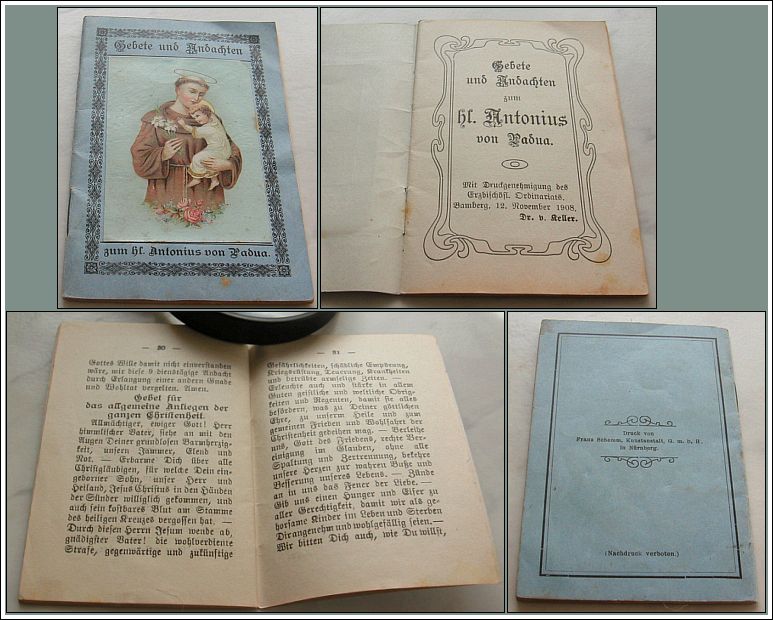 Gebete und Andachten
zum hl. Antonius von Padua.
Gebete
und Andachten
zum
hl. Antonius
von Padua.
Mit Druckgenehmigung des
Erzbischöfl. Ordinariats.
Bamberg, 12. November 1908.
Dr. v. Keller.
— 30 —
Gottes Wille damit nicht einverstanden
wäre, mir diese 9 dienstägige Andacht
durch Erlangung einer andern Gnade
und Wohltat vergelten. Amen.
Gebet für
das allgemeine Anliegen der
ganzen Christenheit.
Allmächtiger, ewiger Gott! Herr
himmlischer Vater, siehe an mit den
Augen Deiner grundlosen Barmherzig-
keit, unsern Jammer, Elend und
Not. — Erbarme Dich über alle
Christgläubigen, für welche Dein ein-
geborner Sohn, unser Herr und
Heiland, Jesus Christus in den Händen
der Sünder williglich gekommen, und
auch sein kostbares Blut am Stamme
des heiligen Kreuzes vergossen hat. —
Durch diesen Herrn Jesum wende ab,
gnädigster Vater! die wohlverdiente
Strafe, gegenwärtige und zukünftige
— 31 —
Gefährlichkeiten, schädliche Empörung,
Kriegsrüstung, Teuerung, Krankheiten
und betrübte armselige Zeiten. —
Erleuchte auch und stärke in allem
Guten geistliche und weltliche Obrig-
keiten und Regenten, damit sie alles
befördern, was zu Deiner göttlichen
Ehre, zu unserm Heile und zum
gemeinen Frieden und Wohlfahrt der
Christenheit gedeihen mag. — Verleihe
uns, Gott des Friedens, rechte Ver-
einigung im Glauben, ohne alle
Spaltung und Zertrennung, bekehre
unsere Herzen zur wahren Buße und
Besserung unseres Lebens. — Zünde
an in uns das Feuer der Liebe. —
Gib uns einen Hunger und Eifer zu
aller Gerechtigkeit, damit wir als ge-
horsame Kinder im Leben und Sterben
Dir angenehm und wohlgefällig seien. —
Wir bitten Dich auch, wie Du willst,
Druck von
Franz Schemm, Kunstanstalt, G. m. b. H.
in Nürnberg.
(Nachdruck verboten.)